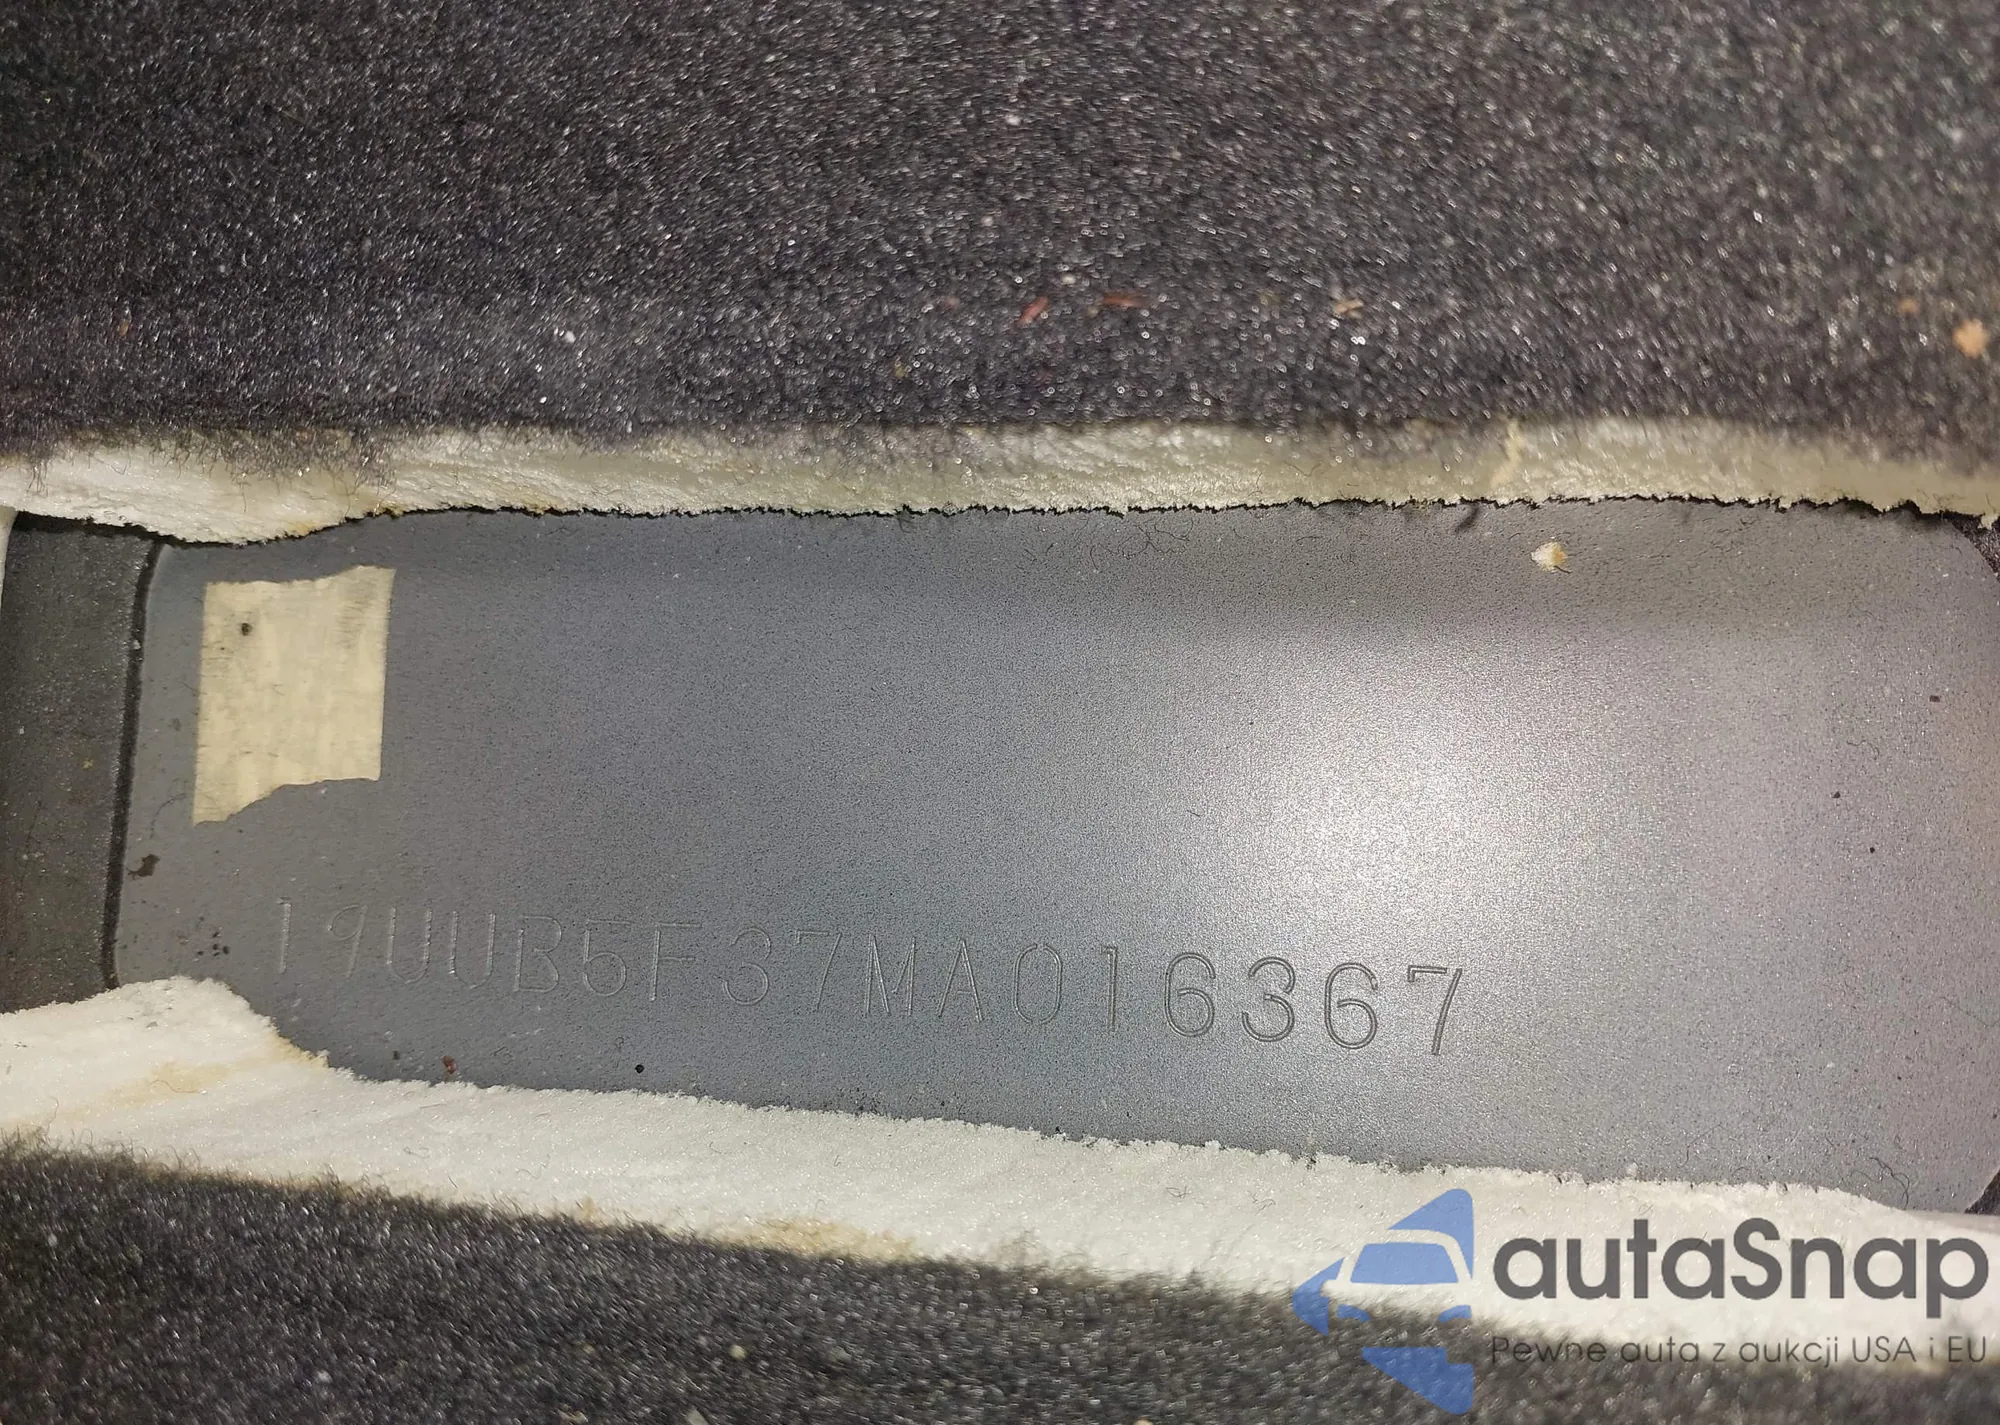 19UUB5F37MA016367
autaSnap
Pewne auta z aukcji USA i EU